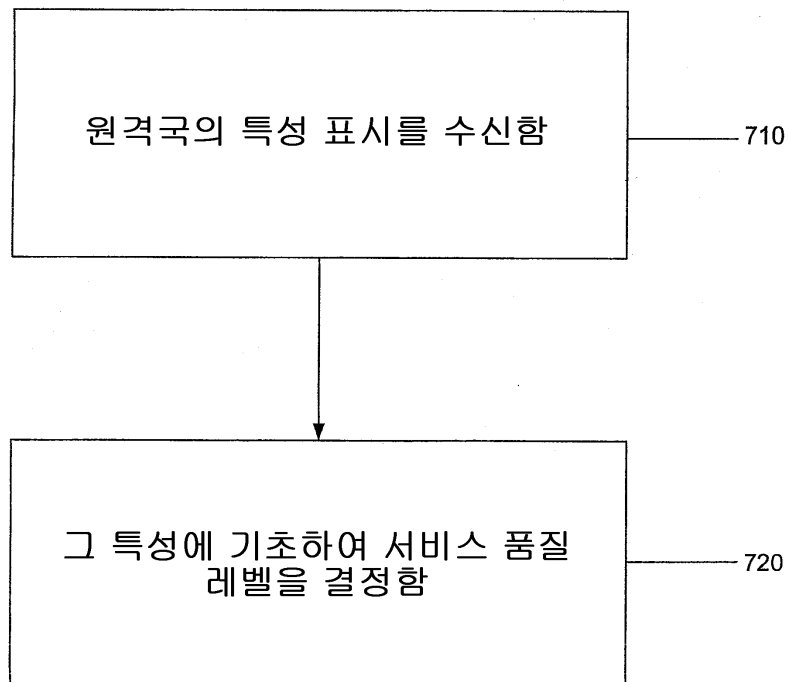 원격국의 특성 표시를 수신함
710
그 특성에 기초하여 서비스 품질
레벨을 결정함
720